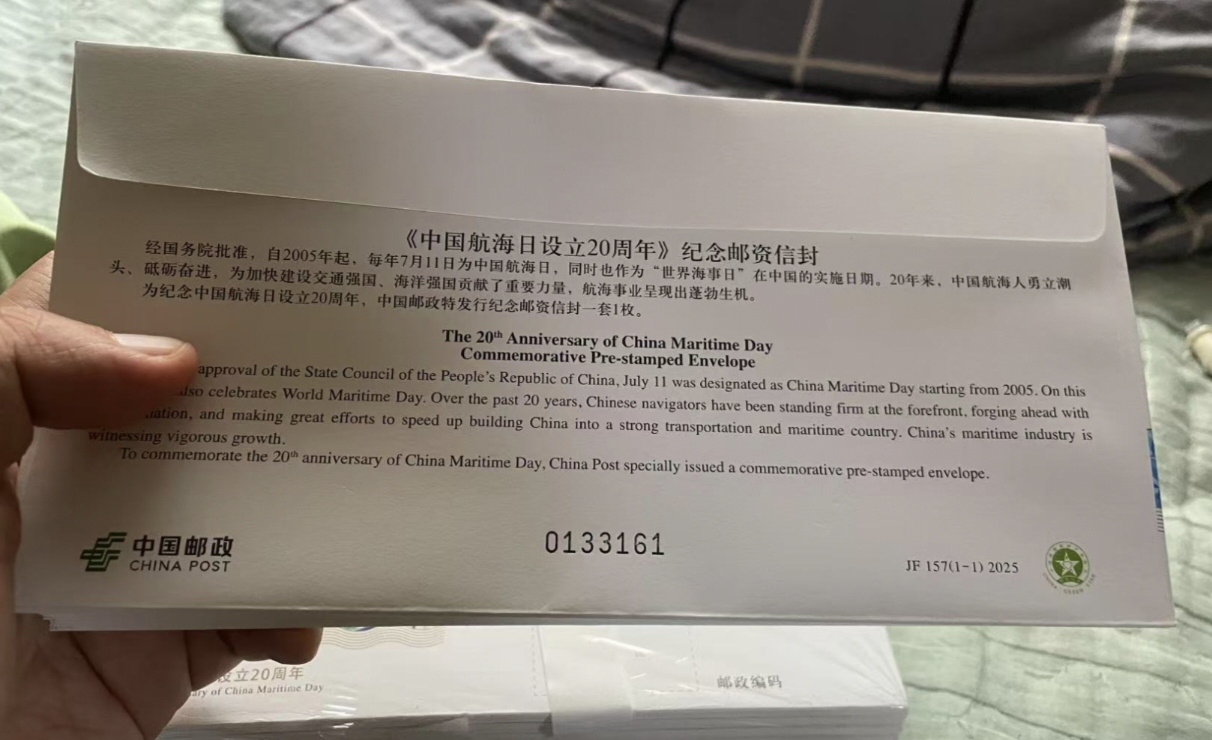 《中国航海日设立20周年》纪念邮资信封
经国务院批准，自2005年起，每年7月11日为中国航海日，同时也作为“世界海事日”在中国的实施日期。20年来，中国航海人勇立潮
头、砥砺奋进，为加快建设交通强国、海洋强国贡献了重要力量，航海事业呈现出蓬勃生机。
为纪念中国航海日设立20周年，中国邮政特发行纪念邮资信封一套1枚。
The 20th Anniversary of China Maritime Day
Commemorative Pre-stamped Envelope
approval of the State Council of the People's Republic of China, July 11 was designated as China Maritime Day starting from 2005. On this
also celebrates World Maritime Day. Over the past 20 years, Chinese navigators have been standing firm at the forefront, forging ahead with
and making great efforts to speed up building China into a strong transportation and maritime country. China's maritime industry is
witnessing vigorous growth.
To commemorate the 20th anniversary of China Maritime Day, China Post specially issued a commemorative pre-stamped envelope.
中国邮政
CHINA POST
0133161
JF 157(1-1) 2025
设立20周年
of China Maritime Day
邮政编码